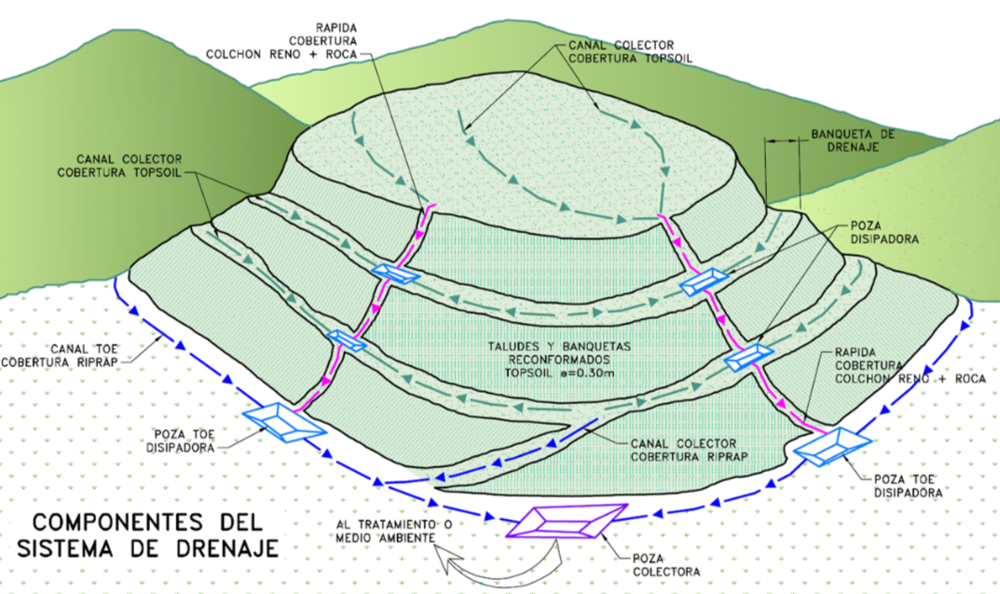 RAPIDA
COBERTURA
COLCHON RENO + ROCA
CANAL COLECTOR
COBERTURA TOPSOIL
BANQUETA DE
DRENAJE
CANAL COLECTOR
COBERTURA TOPSOIL
POZA
DISIPADORA
CANAL TOE
COBERTURA RIPRAP
TALUDES Y BANQUETAS
RECONFORMADOS
TOPSOIL e=0.30m
RAPIDA
COBERTURA
COLCHON RENO + ROCA
POZA TOE
DISIPADORA
CANAL COLECTOR
COBERTURA RIPRAP
POZA TOE
DISIPADORA
COMPONENTES DEL
SISTEMA DE DRENAJE
AL TRATAMIENTO O
MEDIO AMBIENTE
POZA
COLECTORA